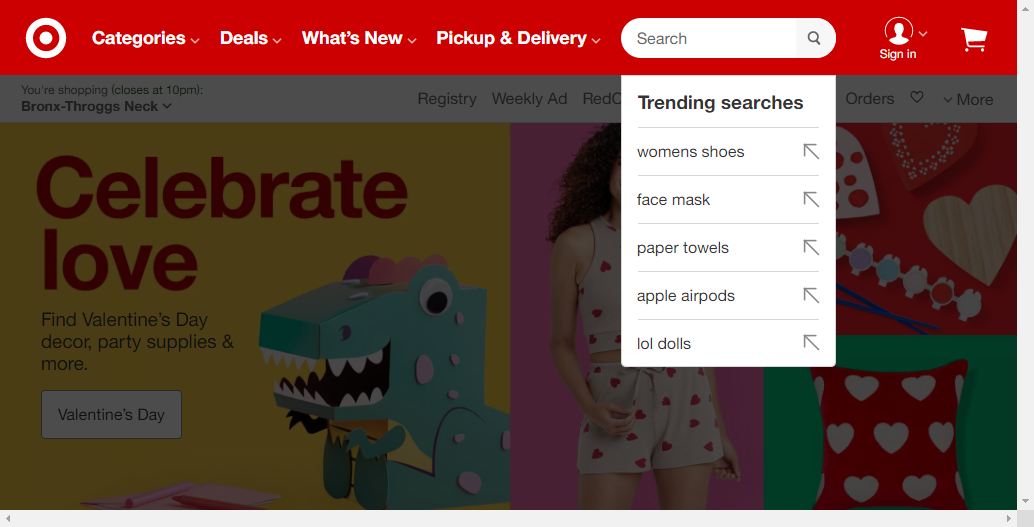 Categories
Deals
What's New
Pickup & Delivery
Search
Sign in
You're shopping (closes at 10pm):
Bronx-Throggs Neck
Registry
Weekly Ad
Orders
More
Trending searches
womens shoes
face mask
paper towels
apple airpods
lol dolls
Celebrate
love
Find Valentine's Day
decor, party supplies &
more.
Valentine's Day